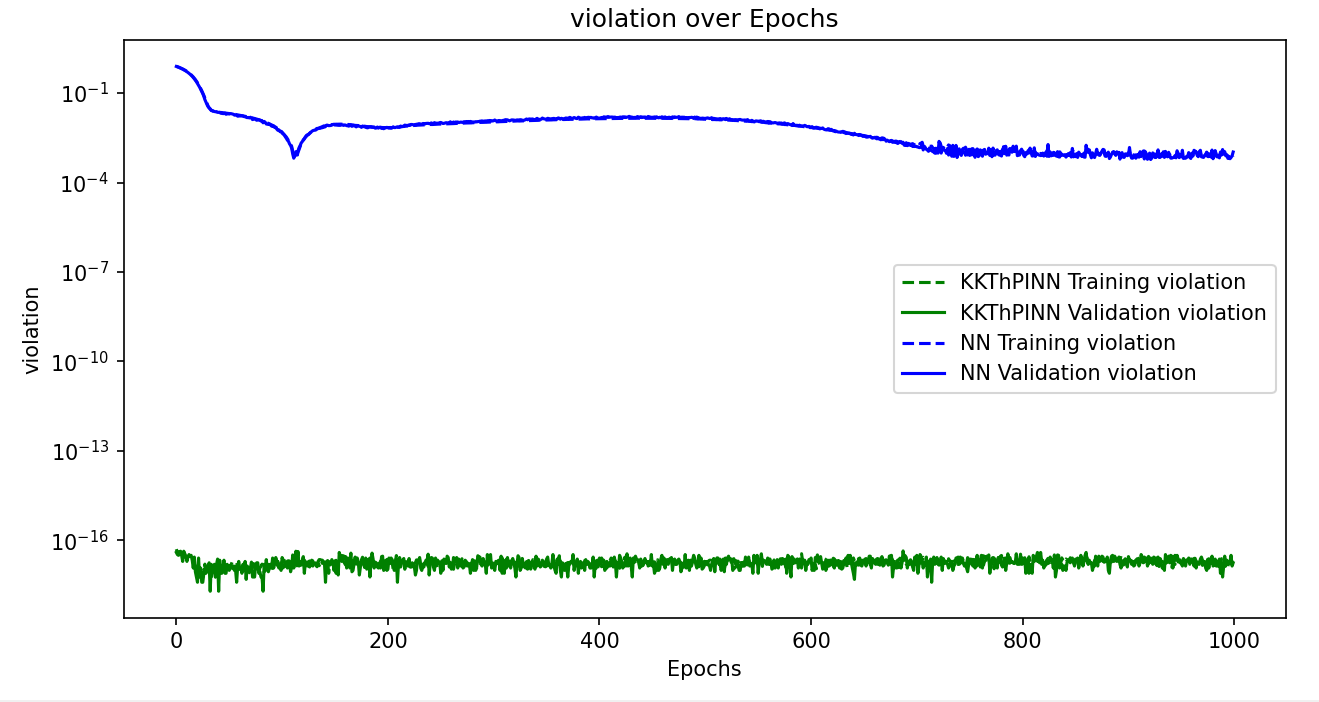 violation over Epochs
violation
10⁻¹
10⁻⁴
10⁻⁷
10⁻¹⁰
10⁻¹³
10⁻¹⁶
KKThPINN Training violation
KKThPINN Validation violation
NN Training violation
NN Validation violation
0 200 400 600 800 1000
Epochs